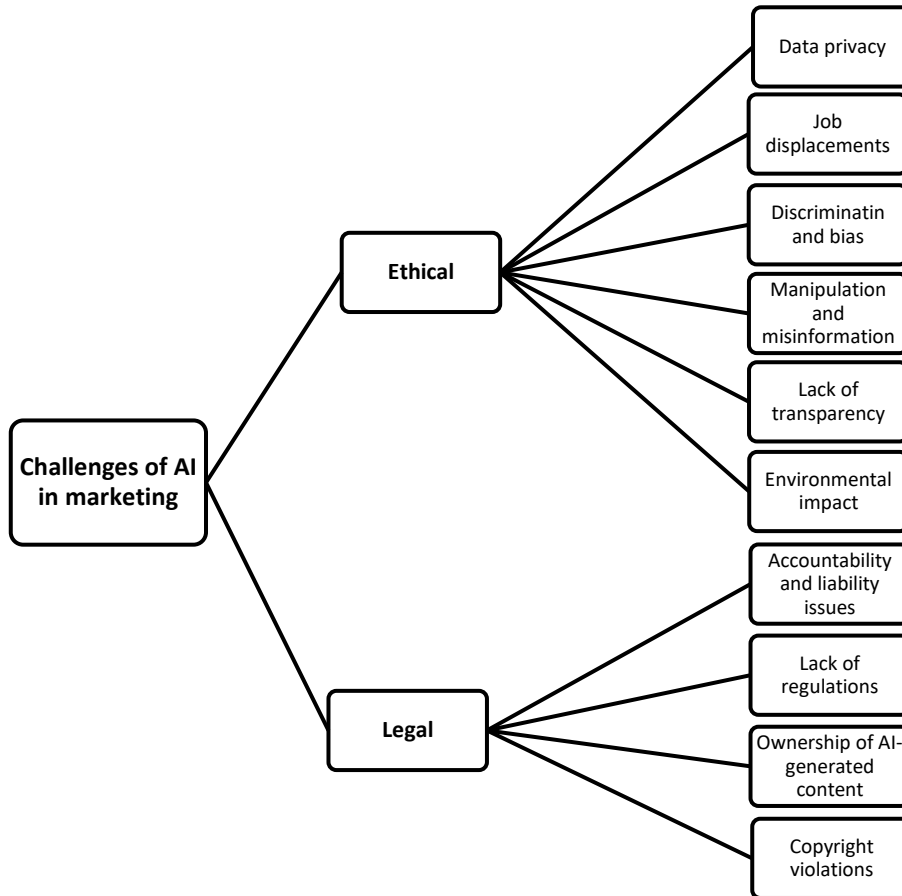 Data privacy
Job
displacements
Discriminatin
and bias
Ethical
Manipulation
and
misinformation
Lack of
transparency
Challenges of AI
in marketing
Environmental
impact
Accountability
and liability
issues
Lack of
regulations
Legal
Ownership of AI-
generated
content
Copyright
violations